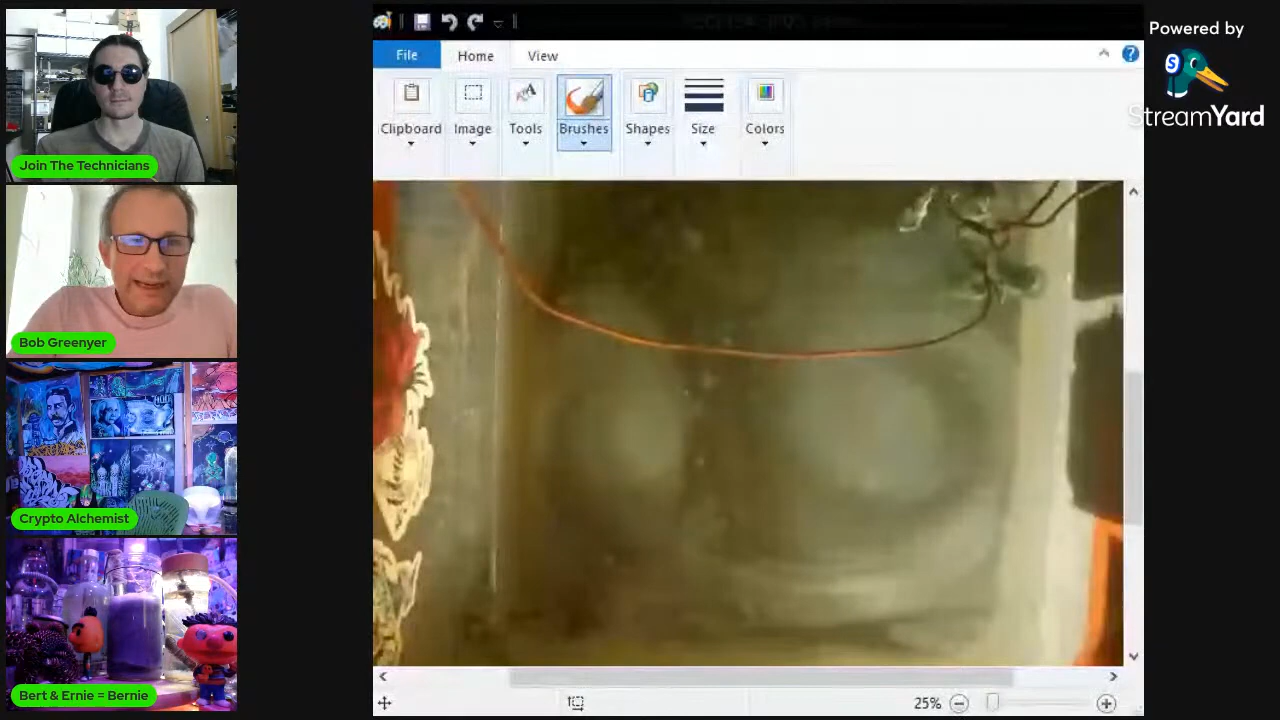 Join The Technicians
Bob Greenyer
Crypto Alchemist
Bert & Ernie = Bernie
File
Home
View
Clipboard
Image
Tools
Brushes
Shapes
Size
Colors
25%
Powered by
S
StreamYard